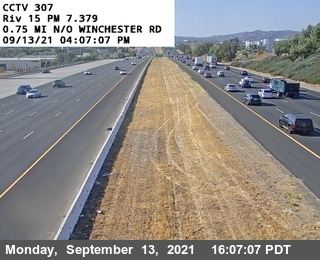 CCTV 307
Riv 15 PM 7.379
0.75 MI N/O WINCHESTER RD
09/13/21 04:07:07 PM
Monday, September 13, 2021 16:07:07 PDT